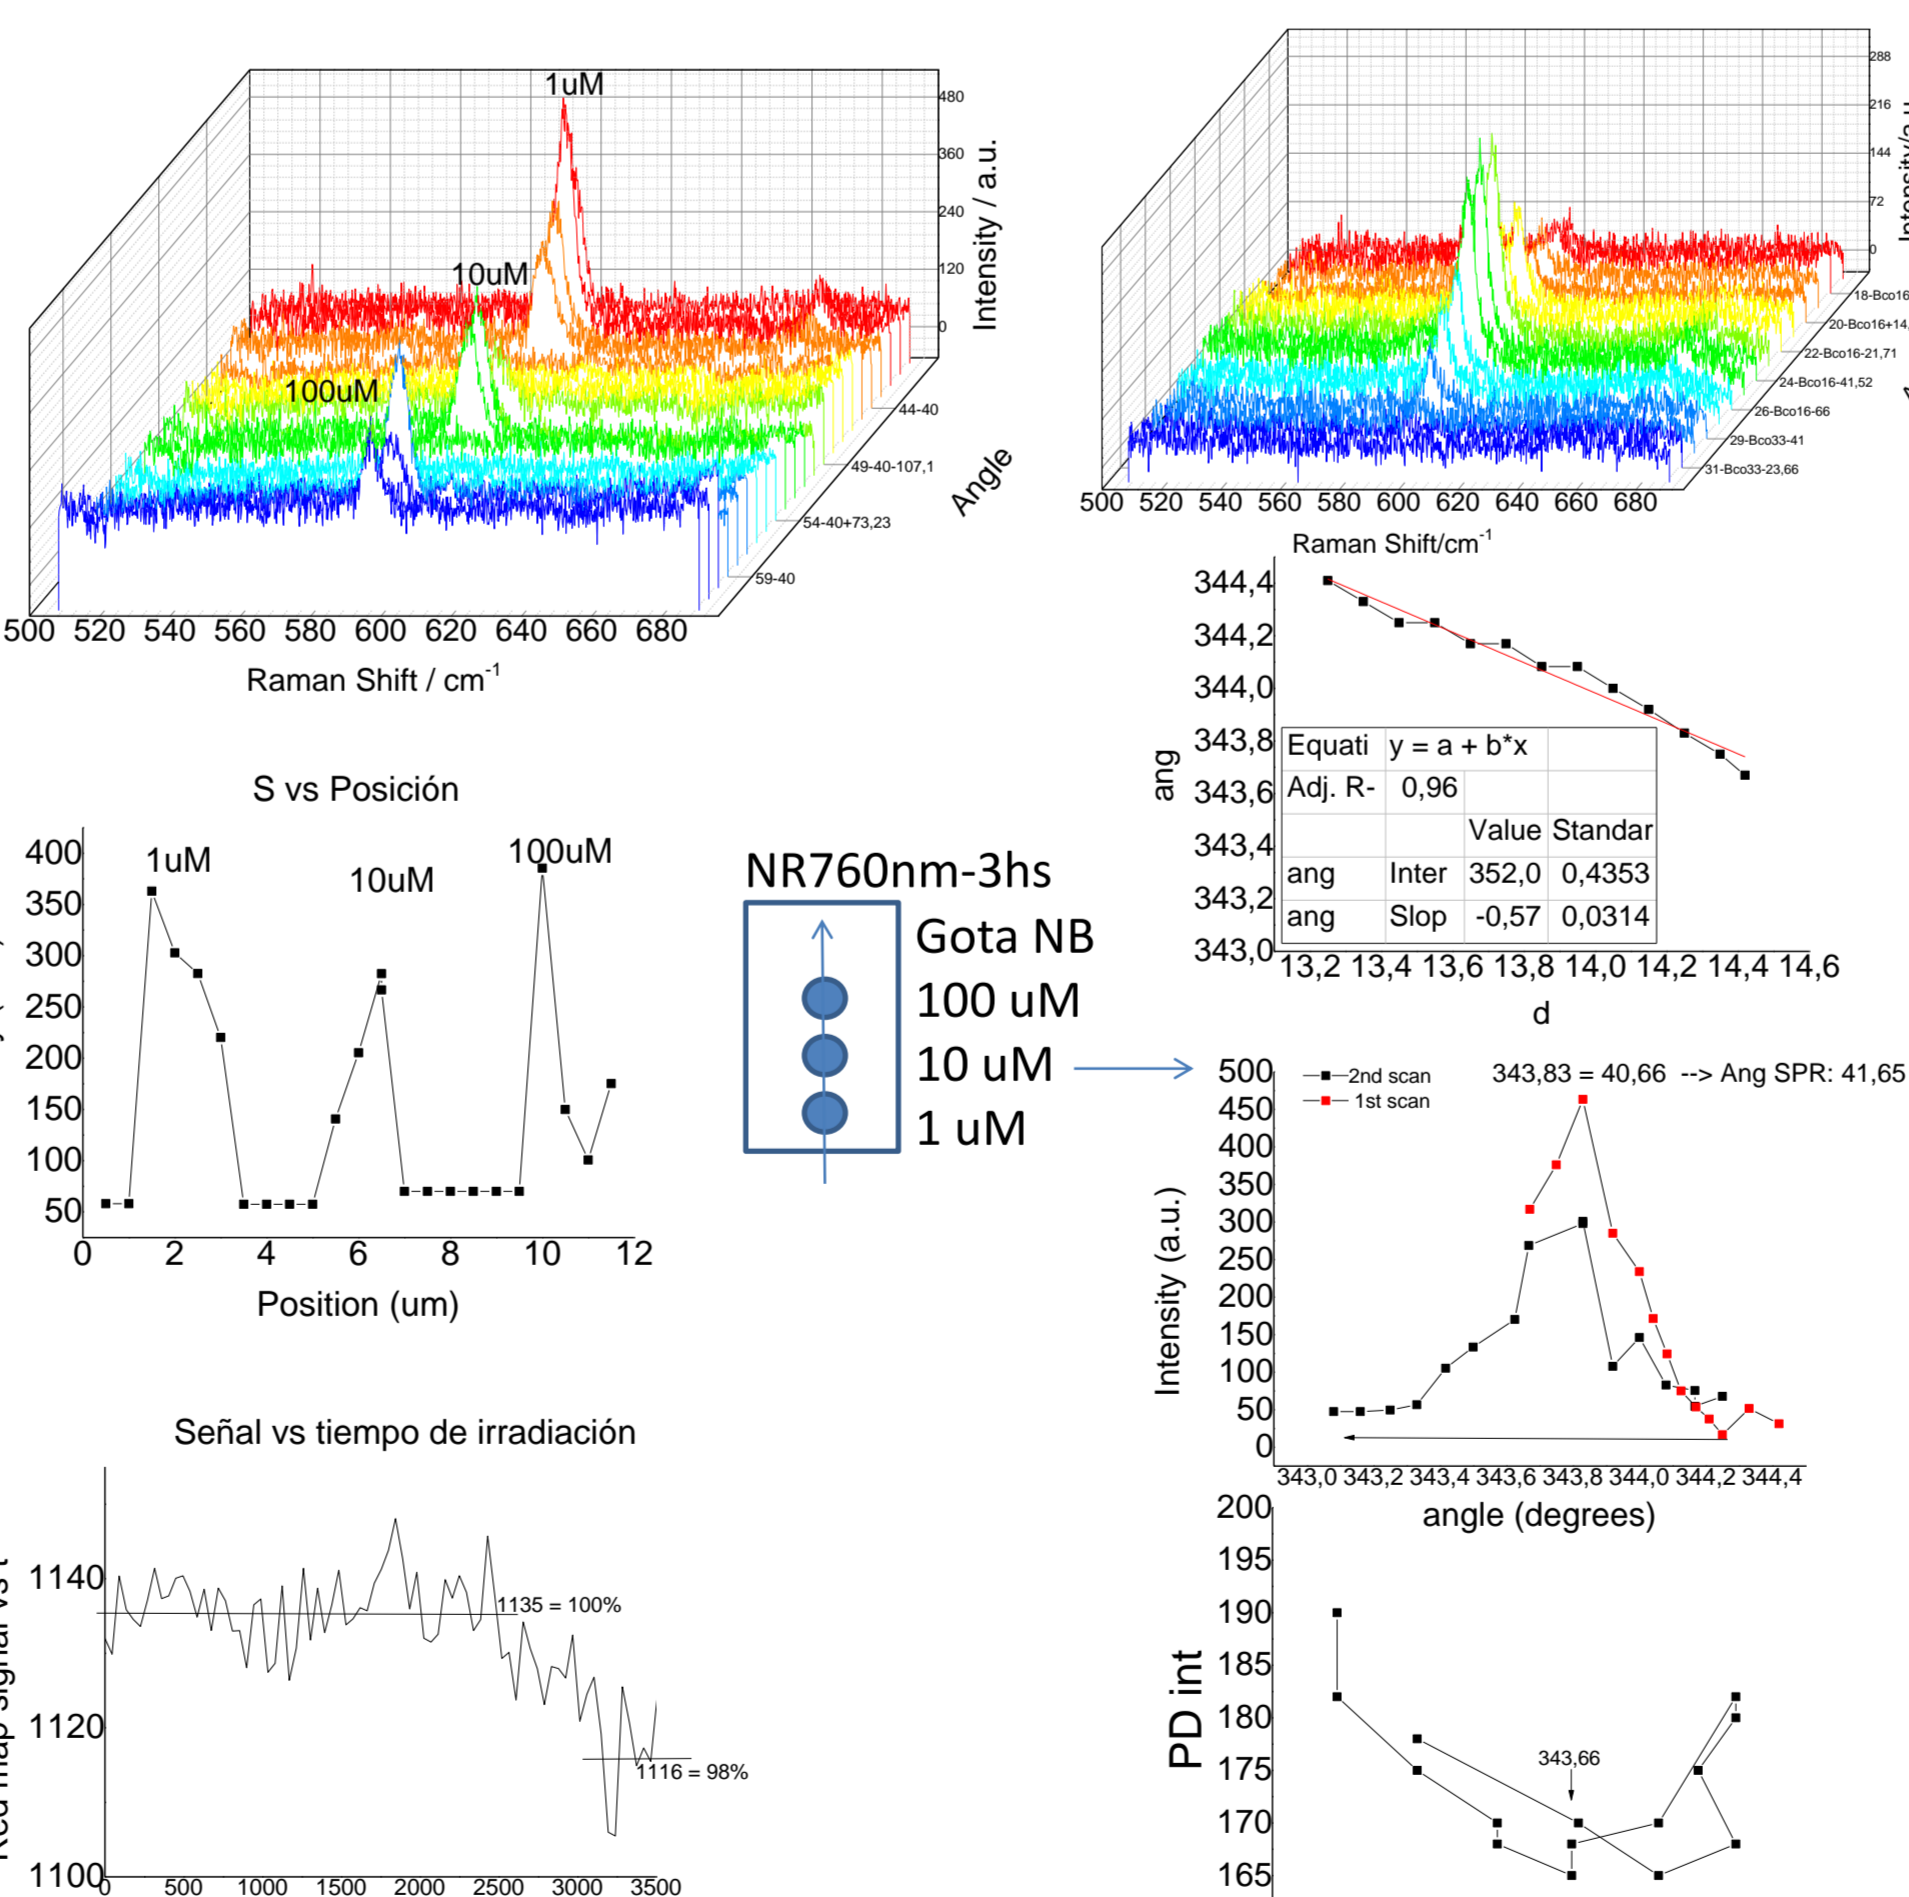 1uM
10uM
100uM
480
360
240
120
0
Intensity / a.u.
44-40
49-40-107,1
54-40+73,23
59-40
Angle
500 520 540 560 580 600 620 640 660 680
Raman Shift / cm-1
288
216
144
72
0
Intensity/a.u
18-Bco16
20-Bco16+14,
22-Bco16-21,71
24-Bco16-41,52
26-Bco16-66
29-Bco33-41
31-Bco33-23,66
500 520 540 560 580 600 620 640 660 680
Raman Shift/cm-1
344,4
344,2
344,0
343,8
343,6
343,4
343,2
343,0
ang
Equati y = a + b*x
Adj. R- 0,96
Value Standar
ang Inter 352,0 0,4353
ang Slop -0,57 0,0314
13,2 13,4 13,6 13,8 14,0 14,2 14,4 14,6
d
S vs Posición
1uM
10uM
100uM
400
350
300
250
200
150
100
50
0 2 4 6 8 10 12
Position (um)
NR760nm-3hs
Gota NB
100 uM
10 uM
1 uM
2nd scan
1st scan
343,83 = 40,66 --> Ang SPR: 41,65
500
450
400
350
300
250
200
150
100
50
0
Intensity (a.u.)
343,0 343,2 343,4 343,6 343,8 344,0 344,2 344,4
angle (degrees)
Señal vs tiempo de irradiación
1140
1120
1100
1135 = 100%
1116 = 98%
0 500 1000 1500 2000 2500 3000 3500
200
195
190
185
180
175
170
165
PD int
343,66